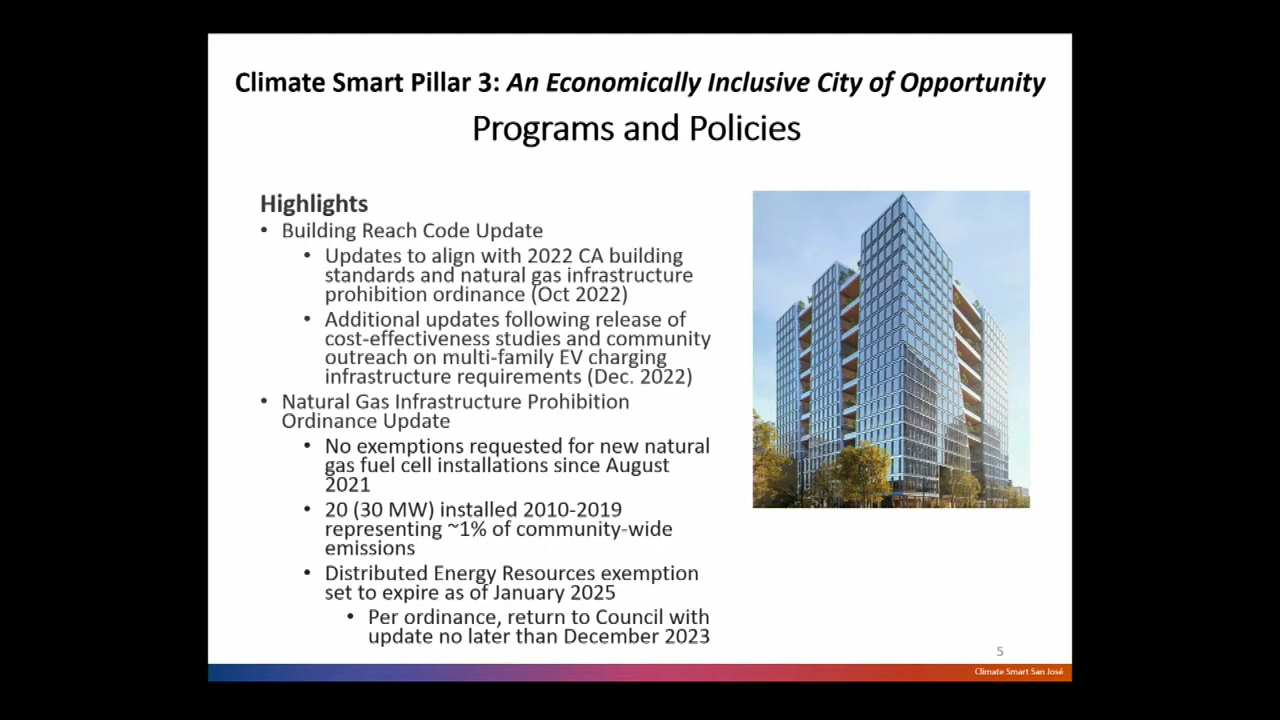 Climate Smart Pillar 3: An Economically Inclusive City of Opportunity
Programs and Policies
Highlights
• Building Reach Code Update
• Updates to align with 2022 CA building
standards and natural gas infrastructure
prohibition ordinance (Oct 2022)
• Additional updates following release of
cost-effectiveness studies and community
outreach on multi-family EV charging
infrastructure requirements (Dec. 2022)
• Natural Gas Infrastructure Prohibition
Ordinance Update
• No exemptions requested for new natural
gas fuel cell installations since August
2021
• 20 (30 MW) installed 2010-2019
representing ~1% of community-wide
emissions
• Distributed Energy Resources exemption
set to expire as of January 2025
• Per ordinance, return to Council with
update no later than December 2023
5
Climate Smart San José